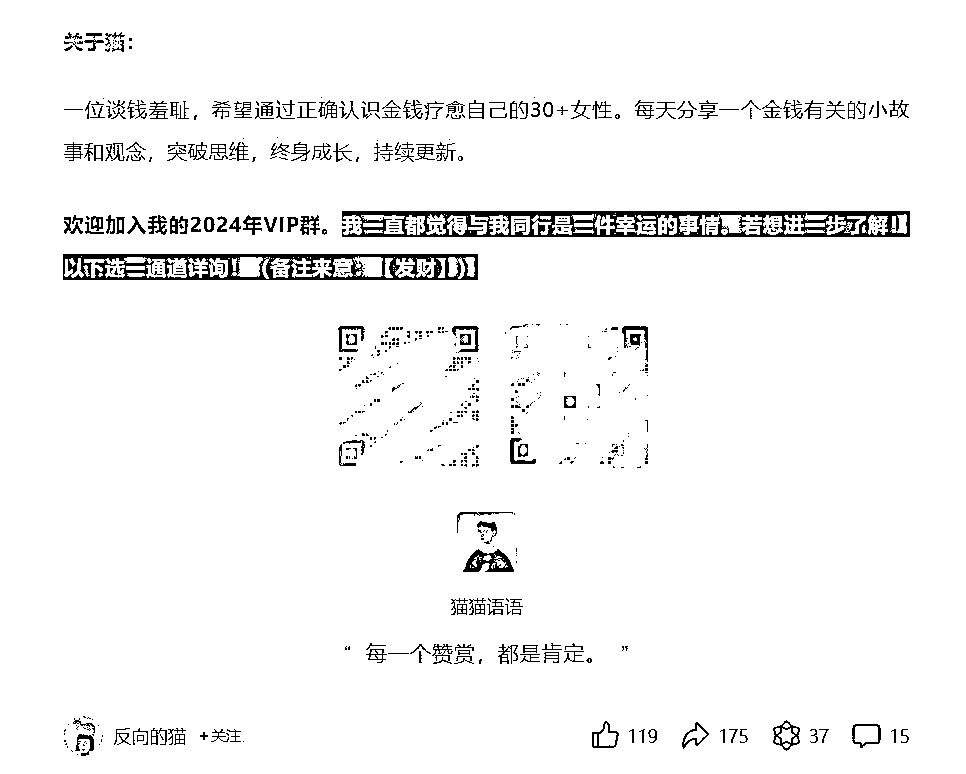 关于猫：
一位谈钱羞耻，希望通过正确认识金钱疗愈自己的30+女性。每天分享一个金钱有关的小故
事和观念，突破思维，终身成长，持续更新。
欢迎加入我的2024年VIP群。我一直都觉得与我同行是一件幸运的事情。若想进一步了解！
以下选一通道详询！（备注来意：【发财】）
猫猫语语
“ 每一个赞赏，都是肯定。 ”
反向的猫 +关注 119 175 37 15